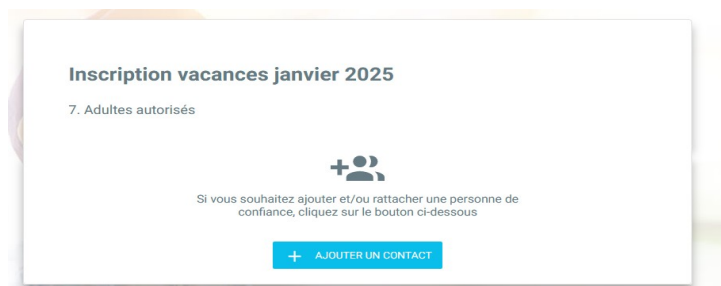 Inscription vacances janvier 2025
7. Adultes autorisés
Si vous souhaitez ajouter et/ou rattacher une personne de
confiance, cliquez sur le bouton ci-dessous
+ AJOUTER UN CONTACT